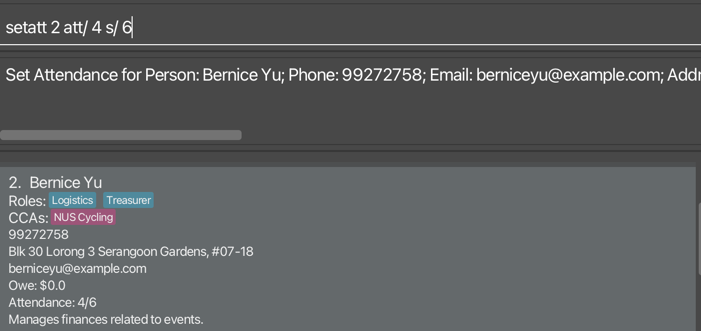 setatt 2 att/ 4 s/ 6
Set Attendance for Person: Bernice Yu; Phone: 99272758; Email: berniceyu@example.com; Addr
2. Bernice Yu
Roles: Logistics Treasurer
CCAs: NUS Cycling
99272758
Blk 30 Lorong 3 Serangoon Gardens, #07-18
berniceyu@example.com
Owe: $0.0
Attendance: 4/6
Manages finances related to events.